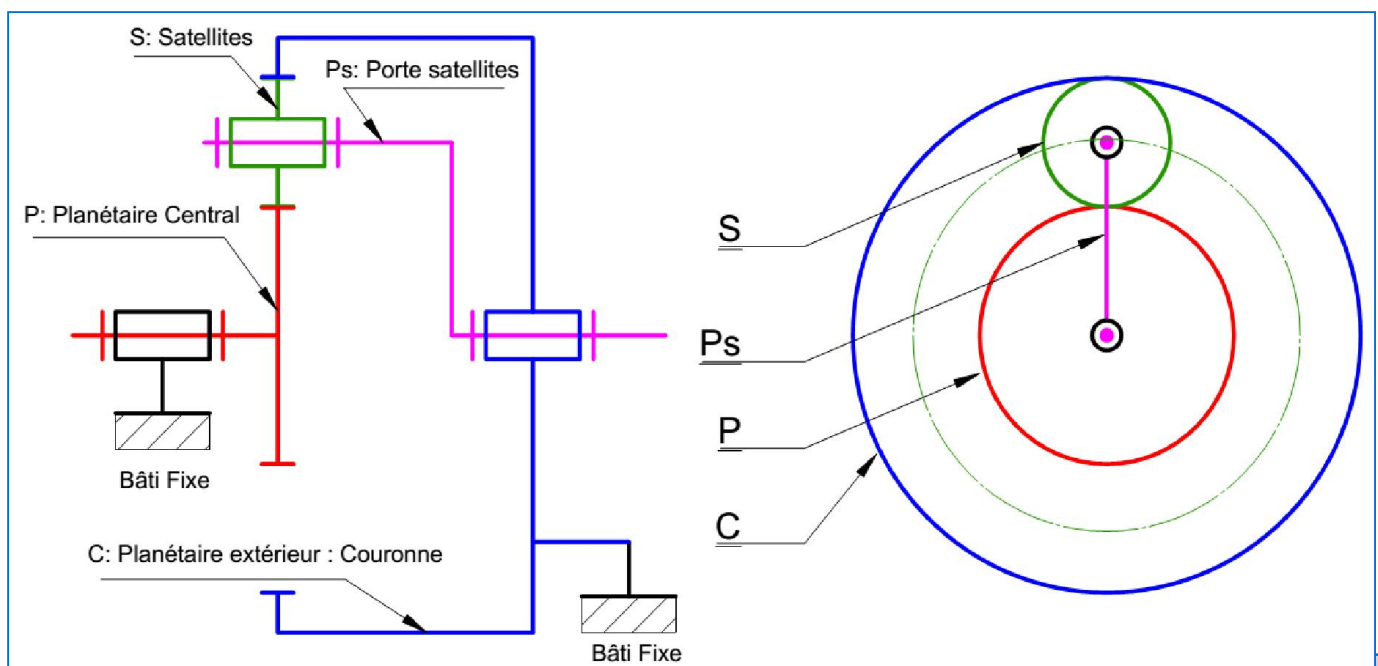 S: Satellites
Ps: Porte satellites
P: Planétaire Central
Bâti Fixe
C: Planétaire extérieur : Couronne
Bâti Fixe
S
Ps
P
C